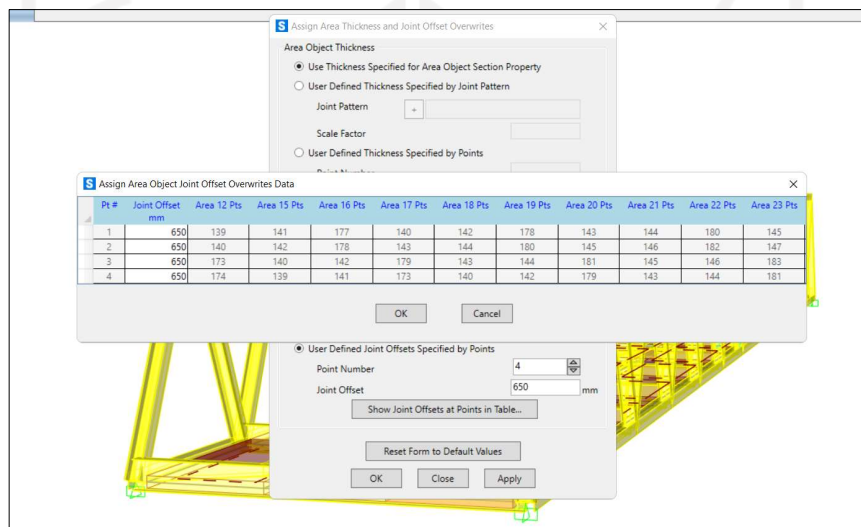 S Assign Area Thickness and Joint Offset Overwrites
Area Object Thickness
Use Thickness Specified for Area Object Section Property
User Defined Thickness Specified by Joint Pattern
Joint Pattern +
Scale Factor
User Defined Thickness Specified by Points
S Assign Area Object Joint Offset Overwrites Data
Pt # Joint Offset mm Area 12 Pts Area 15 Pts Area 16 Pts Area 17 Pts Area 18 Pts Area 19 Pts Area 20 Pts Area 21 Pts Area 22 Pts Area 23 Pts
1 650 139 141 177 140 142 178 143 144 180 145
2 650 140 142 178 143 144 180 145 146 182 147
3 650 173 140 142 179 143 144 181 145 146 183
4 650 174 139 141 173 140 142 179 143 144 181
OK Cancel
User Defined Joint Offsets Specified by Points
Point Number 4
Joint Offset 650 mm
Show Joint Offsets at Points in Table...
Reset Form to Default Values
OK Close Apply